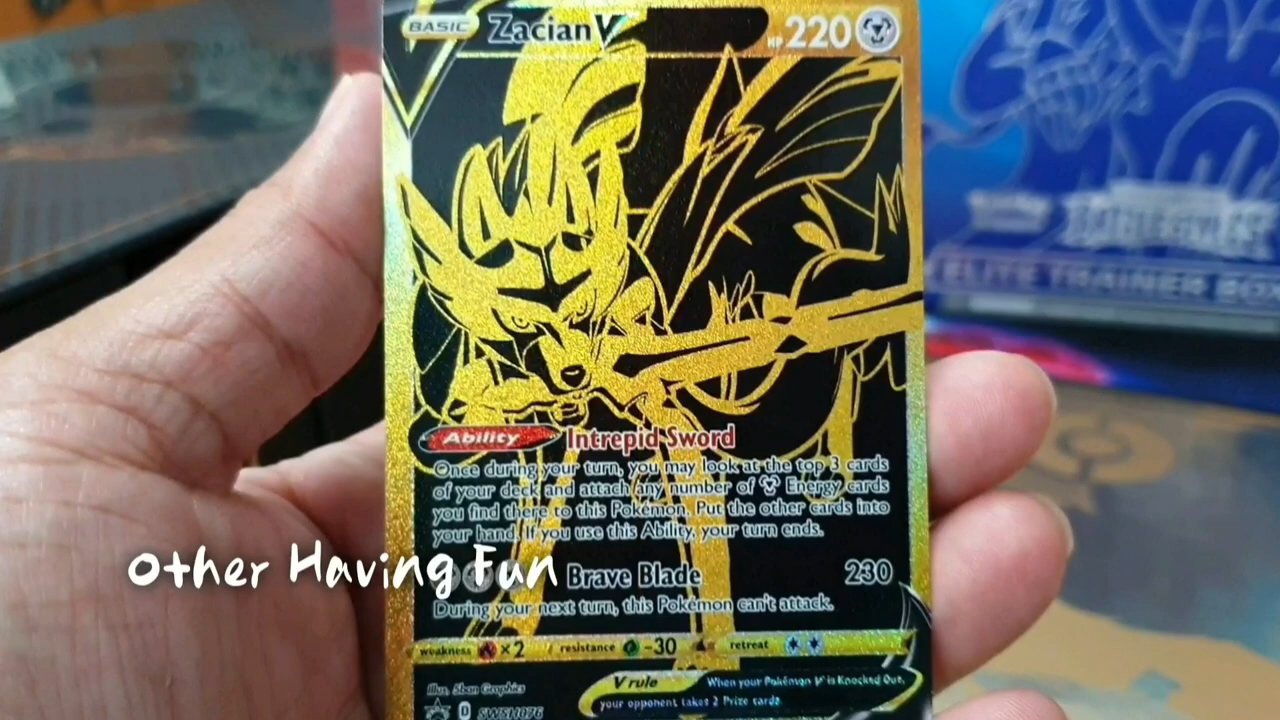 BASIC Zacian V HP 220
Ability Intrepid Sword
Once during your turn, you may look at the top 3 cards
of your deck and attach any number of Energy cards
you find there to this Pokémon. Put the other cards into
your hand. If you use this Ability, your turn ends.
Other Having Fun
Brave Blade 230
During your next turn, this Pokémon can't attack.
weakness ×2 resistance -30 retreat
Illus. 5ban Graphics
V rule When your Pokémon V is Knocked Out,
your opponent takes 2 Prize cards.
D SWSH076
ELITE TRAINER BOX